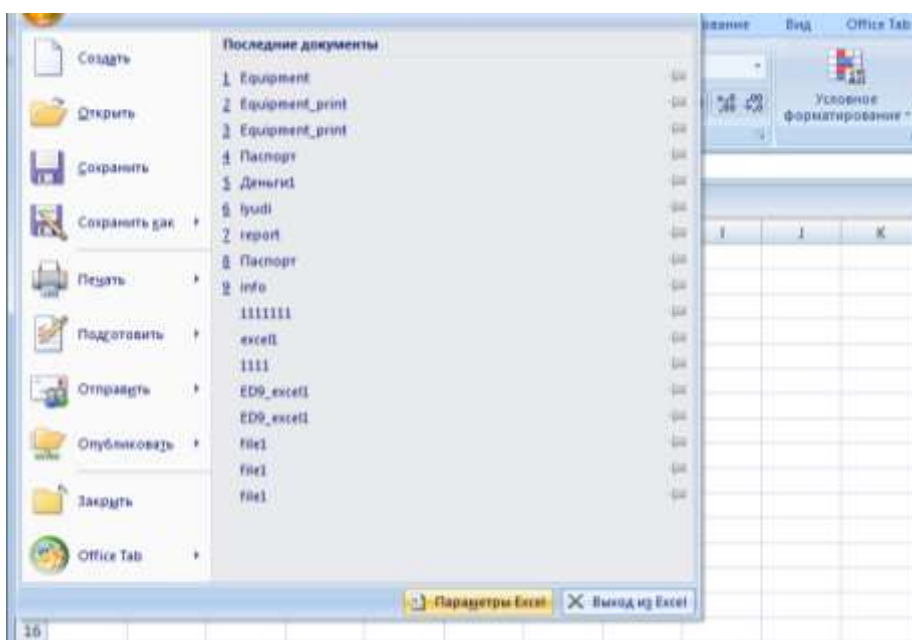 Создать
Открыть
Сохранить
Сохранить как
Печать
Подготовить
Отправить
Опубликовать
Закрыть
Office Tab
Последние документы
1 Equipment
2 Equipment_print
3 Equipment_print
4 Паспорт
5 Деньги1
6 lyudi
7 report
8 Паспорт
9 info
1111111
excel1
1111
ED9_excel1
ED9_excel1
file1
file1
file1
Параметры Excel
Выход из Excel
Вид
Office Tab
Условное
форматирование
I
J
K
16